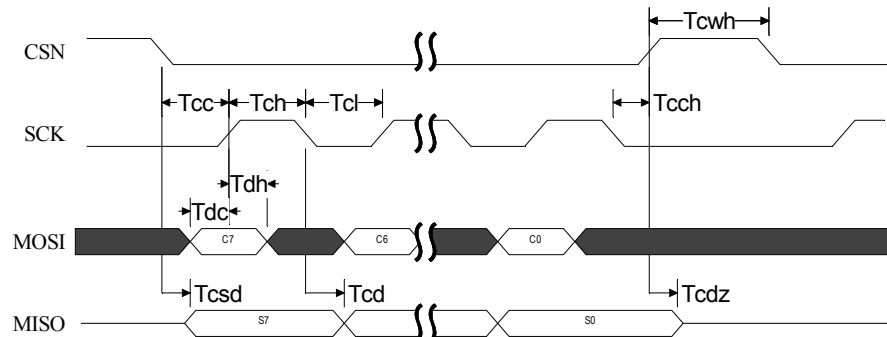 Tcwh
CSN
Tcc Tch Tcl Tcch
SCK
Tdh
Tdc
MOSI C7 C6 C0
Tcsd Tcd Tcdz
MISO S7 S0